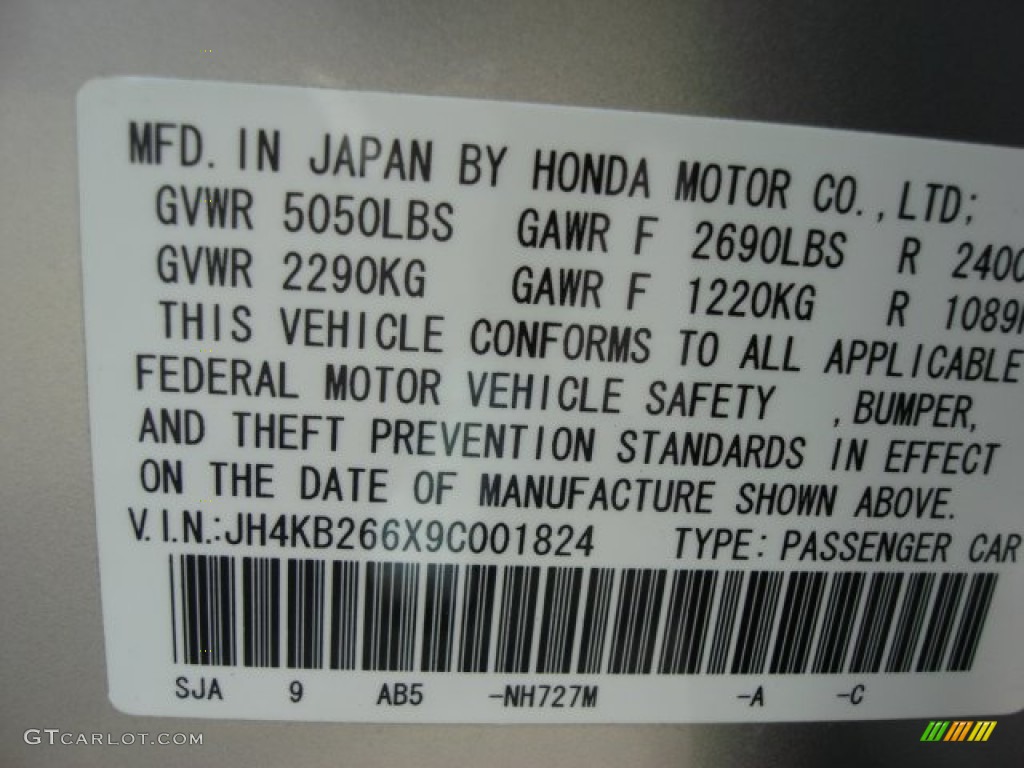 MFD. IN JAPAN BY HONDA MOTOR CO., LTD;
GVWR 5050LBS GAWR F 2690LBS R 2400
GVWR 2290KG GAWR F 1220KG R 1089K
THIS VEHICLE CONFORMS TO ALL APPLICABLE
FEDERAL MOTOR VEHICLE SAFETY , BUMPER,
AND THEFT PREVENTION STANDARDS IN EFFECT
ON THE DATE OF MANUFACTURE SHOWN ABOVE.
V.I.N.:JH4KB266X9C001824 TYPE: PASSENGER CAR
SJA 9 AB5 -NH727M -A -C
GTCARLOT.COM